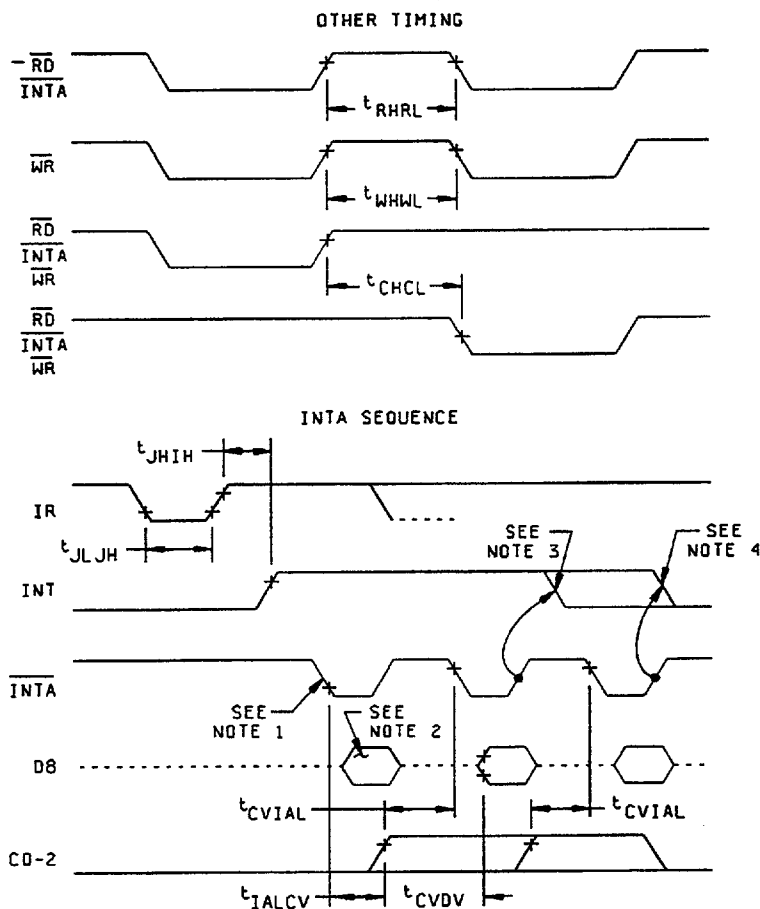 OTHER TIMING
RD
INTA
tRHRL
WR
tWHWL
RD
INTA
WR
tCHCL
RD
INTA
WR
INTA SEQUENCE
tJHIH
IR
tJLJH
SEE
NOTE 3
SEE
NOTE 4
INT
INTA
SEE
NOTE 1
SEE
NOTE 2
D8
tCVIAL
tCVIAL
CO-2
tIALCV
tCVDV